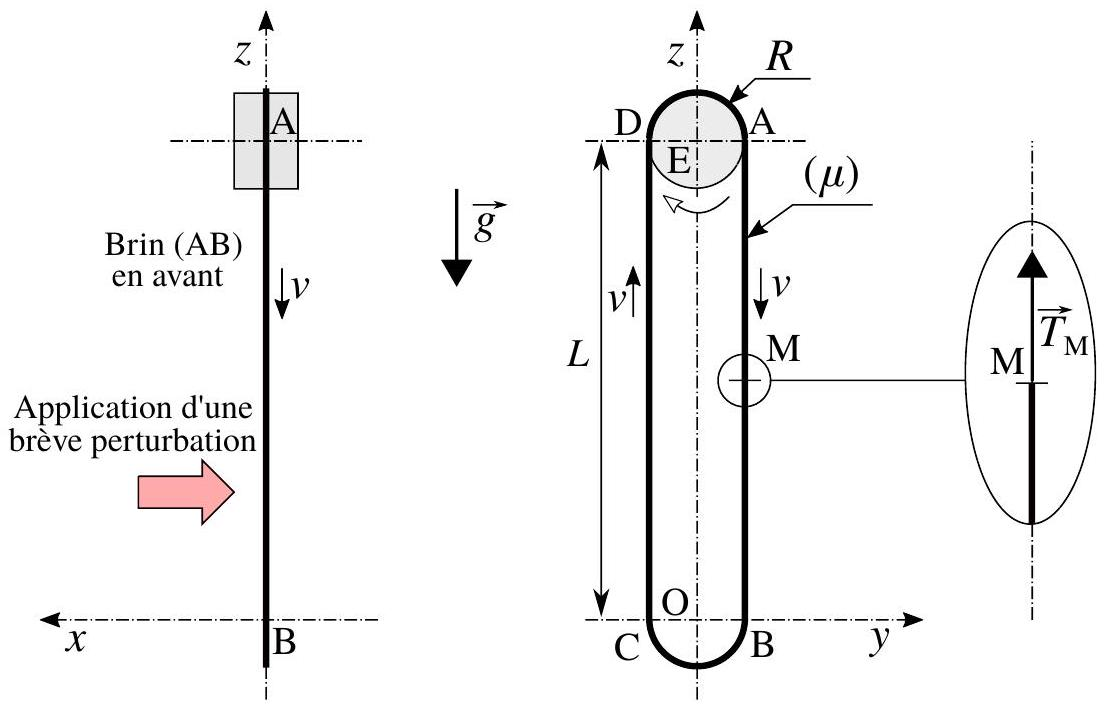 z
A
Brin (AB)
en avant
v
Application d'une
brève perturbation
x
B
g
z
R
D
A
E
(μ)
v
v
L
M
M
T_M
O
C
B
y